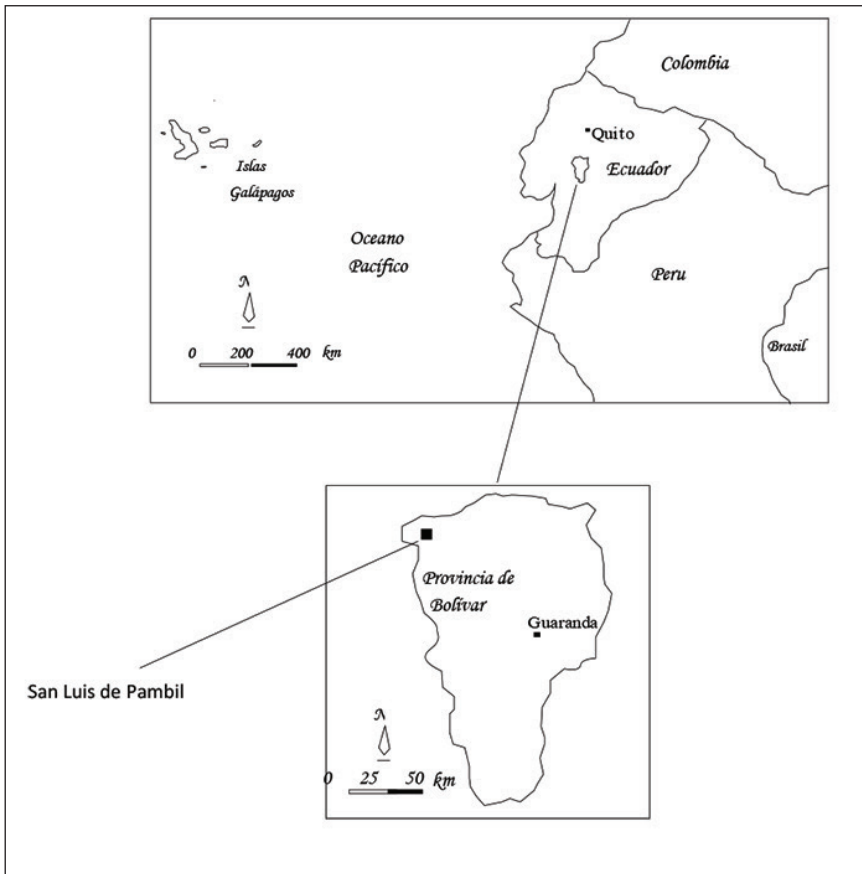 Colombia
Quito
Ecuador
Islas
Galápagos
Oceano
Pacífico
Peru
Brasil
N
0 200 400 km
Provincia de
Bolívar
Guaranda
San Luis de Pambil
N
0 25 50 km